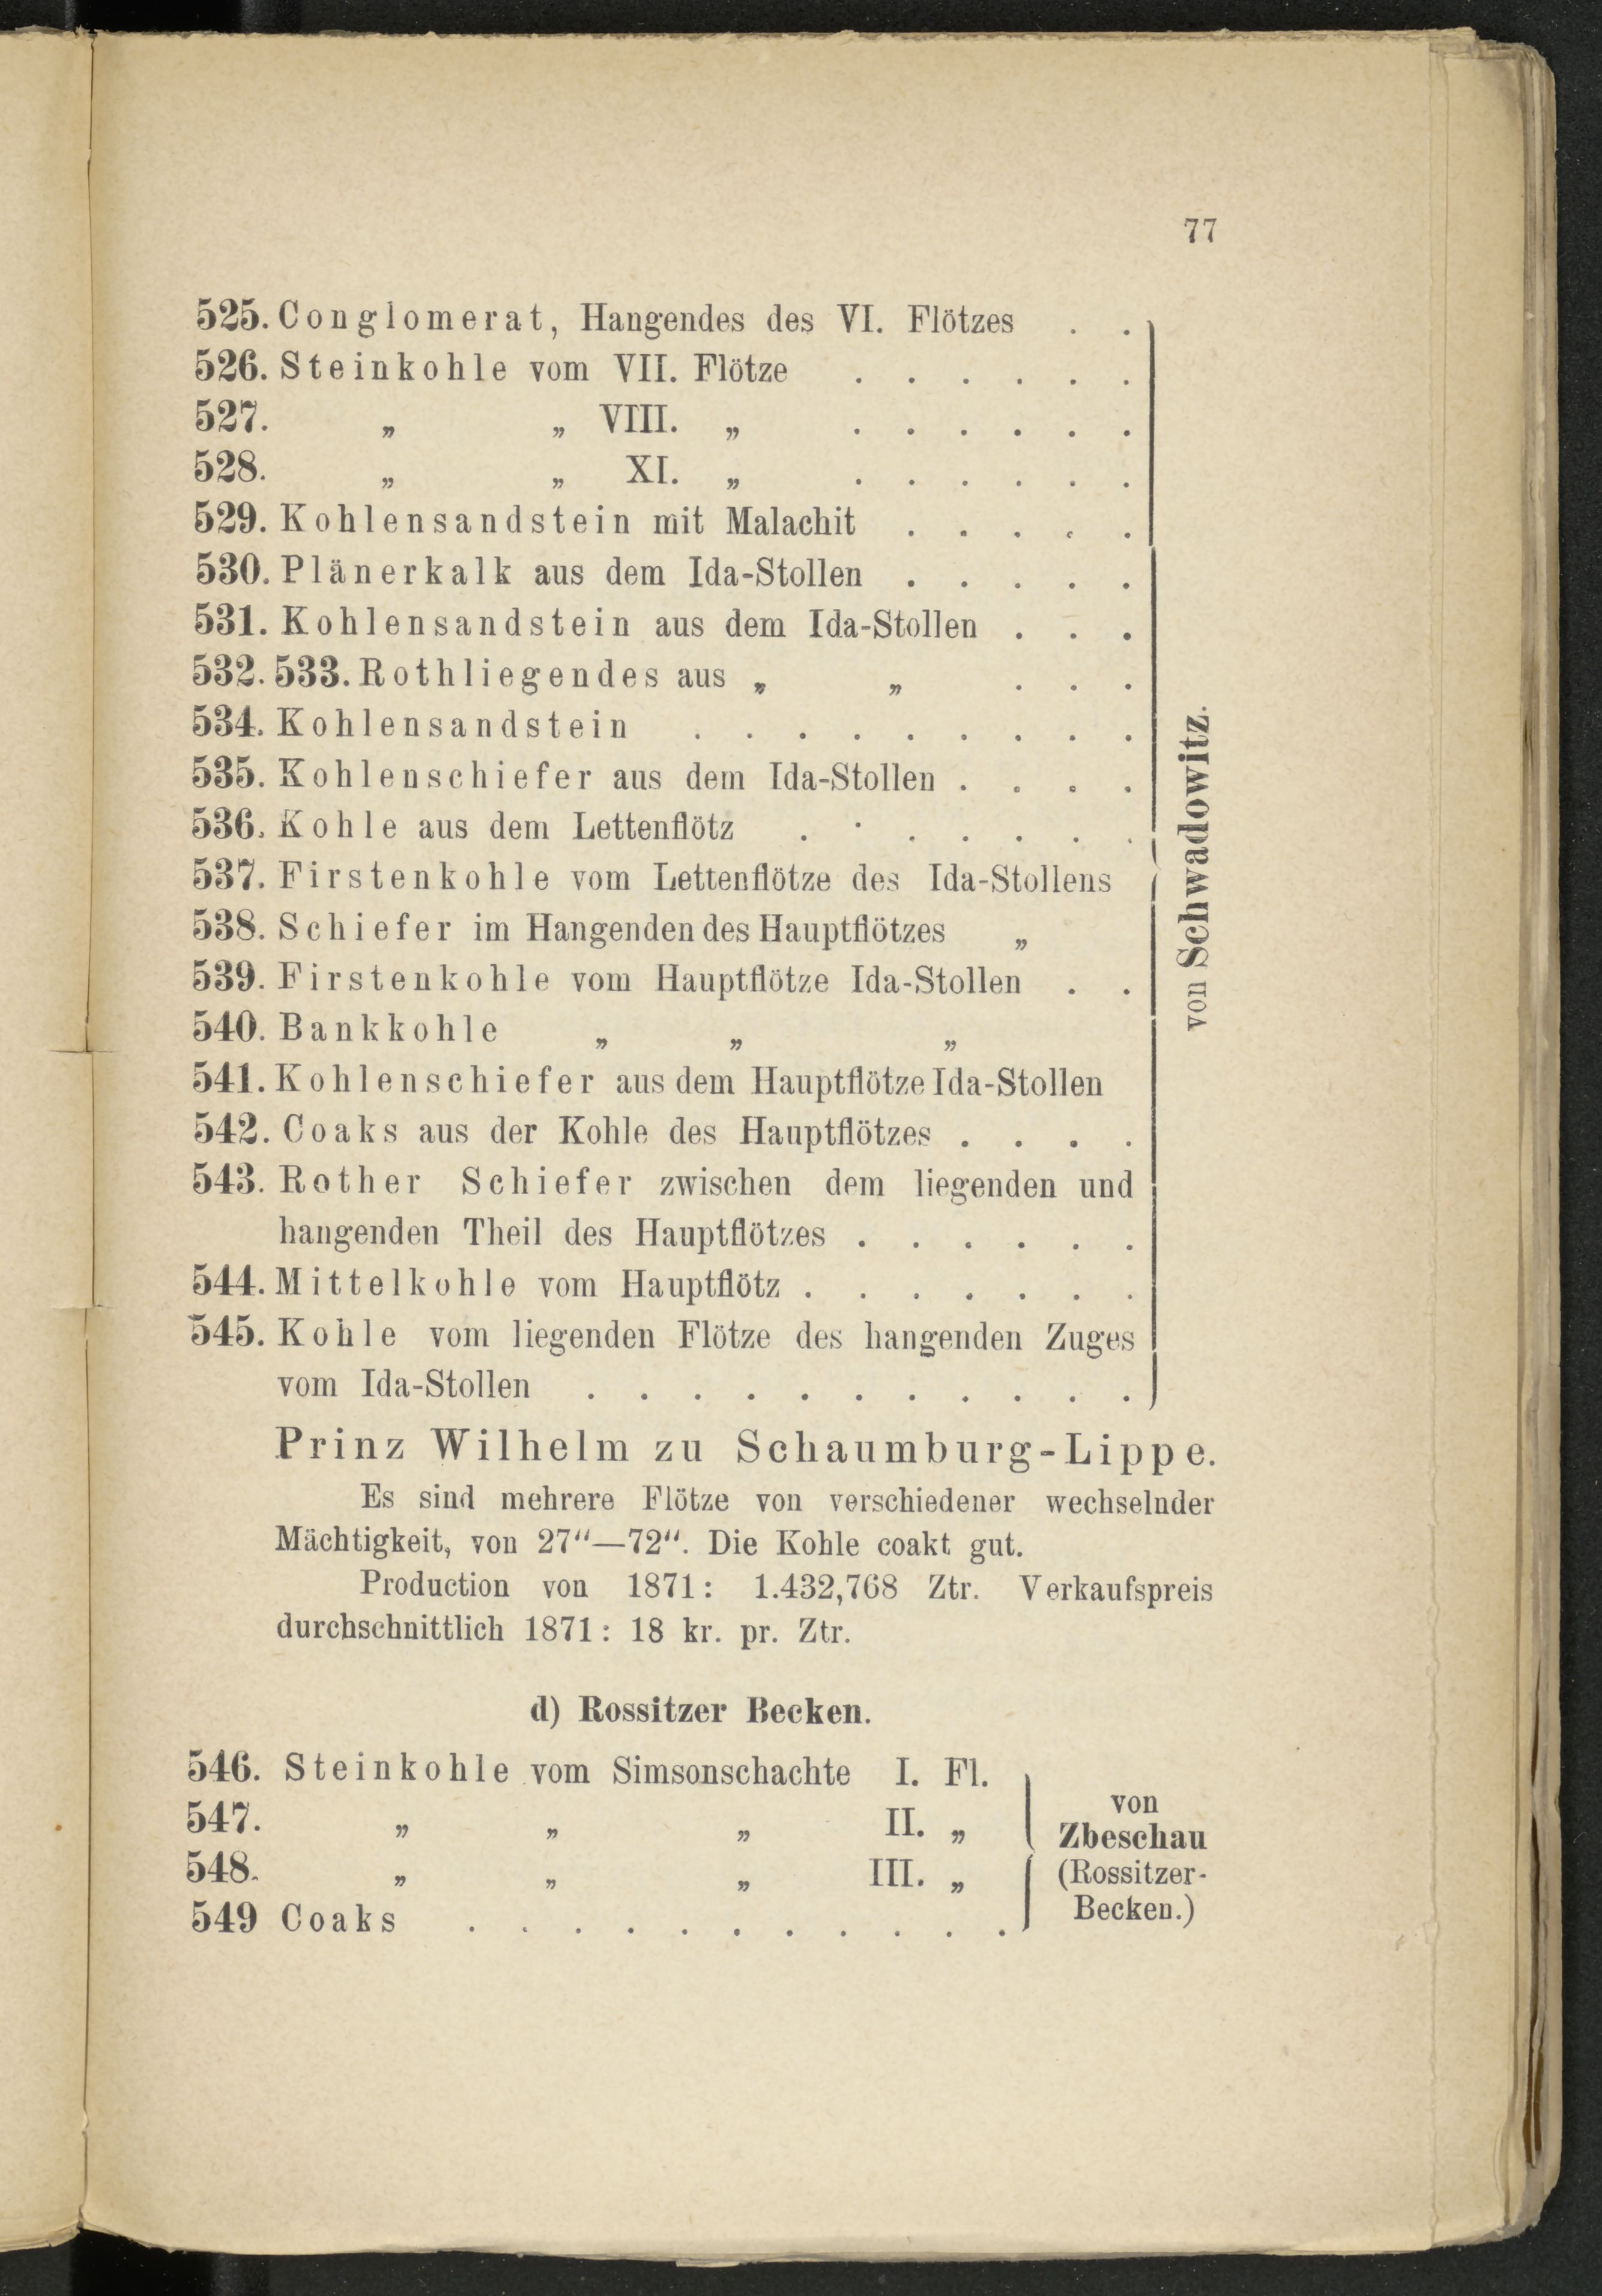 77
525. Conglomerat, Hangendes des VI. Flötzes . .
526. Steinkohle vom VII. Flötze . . . . . .
527. „ „ VIII. „ . . . . . .
528. „ „ XI. „ . . . . . .
529. Kohlensandstein mit Malachit . . . . .
530. Plänerkalk aus dem Ida-Stollen . . . . .
531. Kohlensandstein aus dem Ida-Stollen . . .
532. 533. Rothliegendes aus „ „ . . .
534. Kohlensandstein . . . . . . . . .
535. Kohlenschiefer aus dem Ida-Stollen . . . .
536. Kohle aus dem Lettenflötz . . . . . . .
537. Firstenkohle vom Lettenflötze des Ida-Stollens
538. Schiefer im Hangenden des Hauptflötzes „
539. Firstenkohle vom Hauptflötze Ida-Stollen . .
540. Bankkohle „ „ „
541. Kohlenschiefer aus dem Hauptflötze Ida-Stollen
542. Coaks aus der Kohle des Hauptflötzes . . . .
543. Rother Schiefer zwischen dem liegenden und
hangenden Theil des Hauptflötzes . . . . . .
544. Mittelkohle vom Hauptflötz . . . . . . .
545. Kohle vom liegenden Flötze des hangenden Zuges
vom Ida-Stollen . . . . . . . . . . .
von Schwadowitz.
Prinz Wilhelm zu Schaumburg-Lippe.
Es sind mehrere Flötze von verschiedener wechselnder
Mächtigkeit, von 27“—72“. Die Kohle coakt gut.
Production von 1871: 1.432,768 Ztr. Verkaufspreis
durchschnittlich 1871: 18 kr. pr. Ztr.
d) Rossitzer Becken.
546. Steinkohle vom Simsonschachte I. Fl.
547. „ „ „ II. „
548. „ „ „ III. „
549 Coaks . . . . . . . . . . .
von
Zbeschau
(Rossitzer-
Becken.)